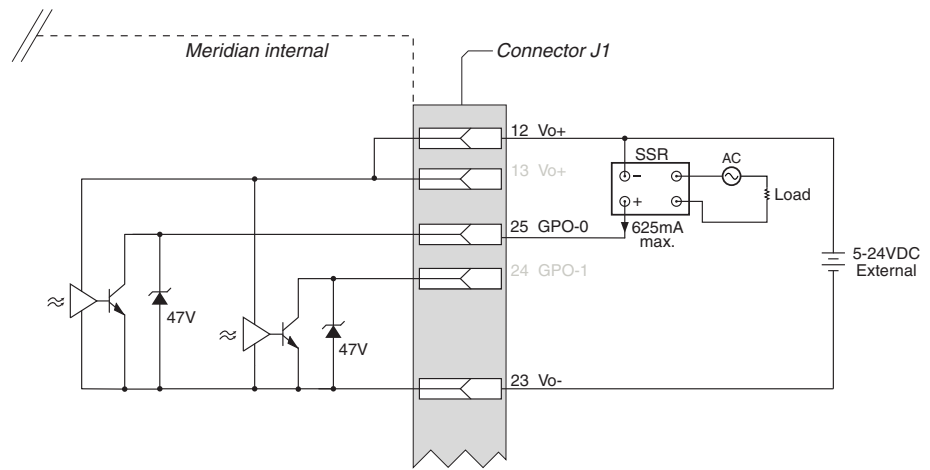 Meridian internal
Connector J1
12 Vo+
13 Vo+
SSR
AC
-
+
Load
25 GPO-0
625mA
max.
24 GPO-1
5-24VDC
External
47V
47V
23 Vo-